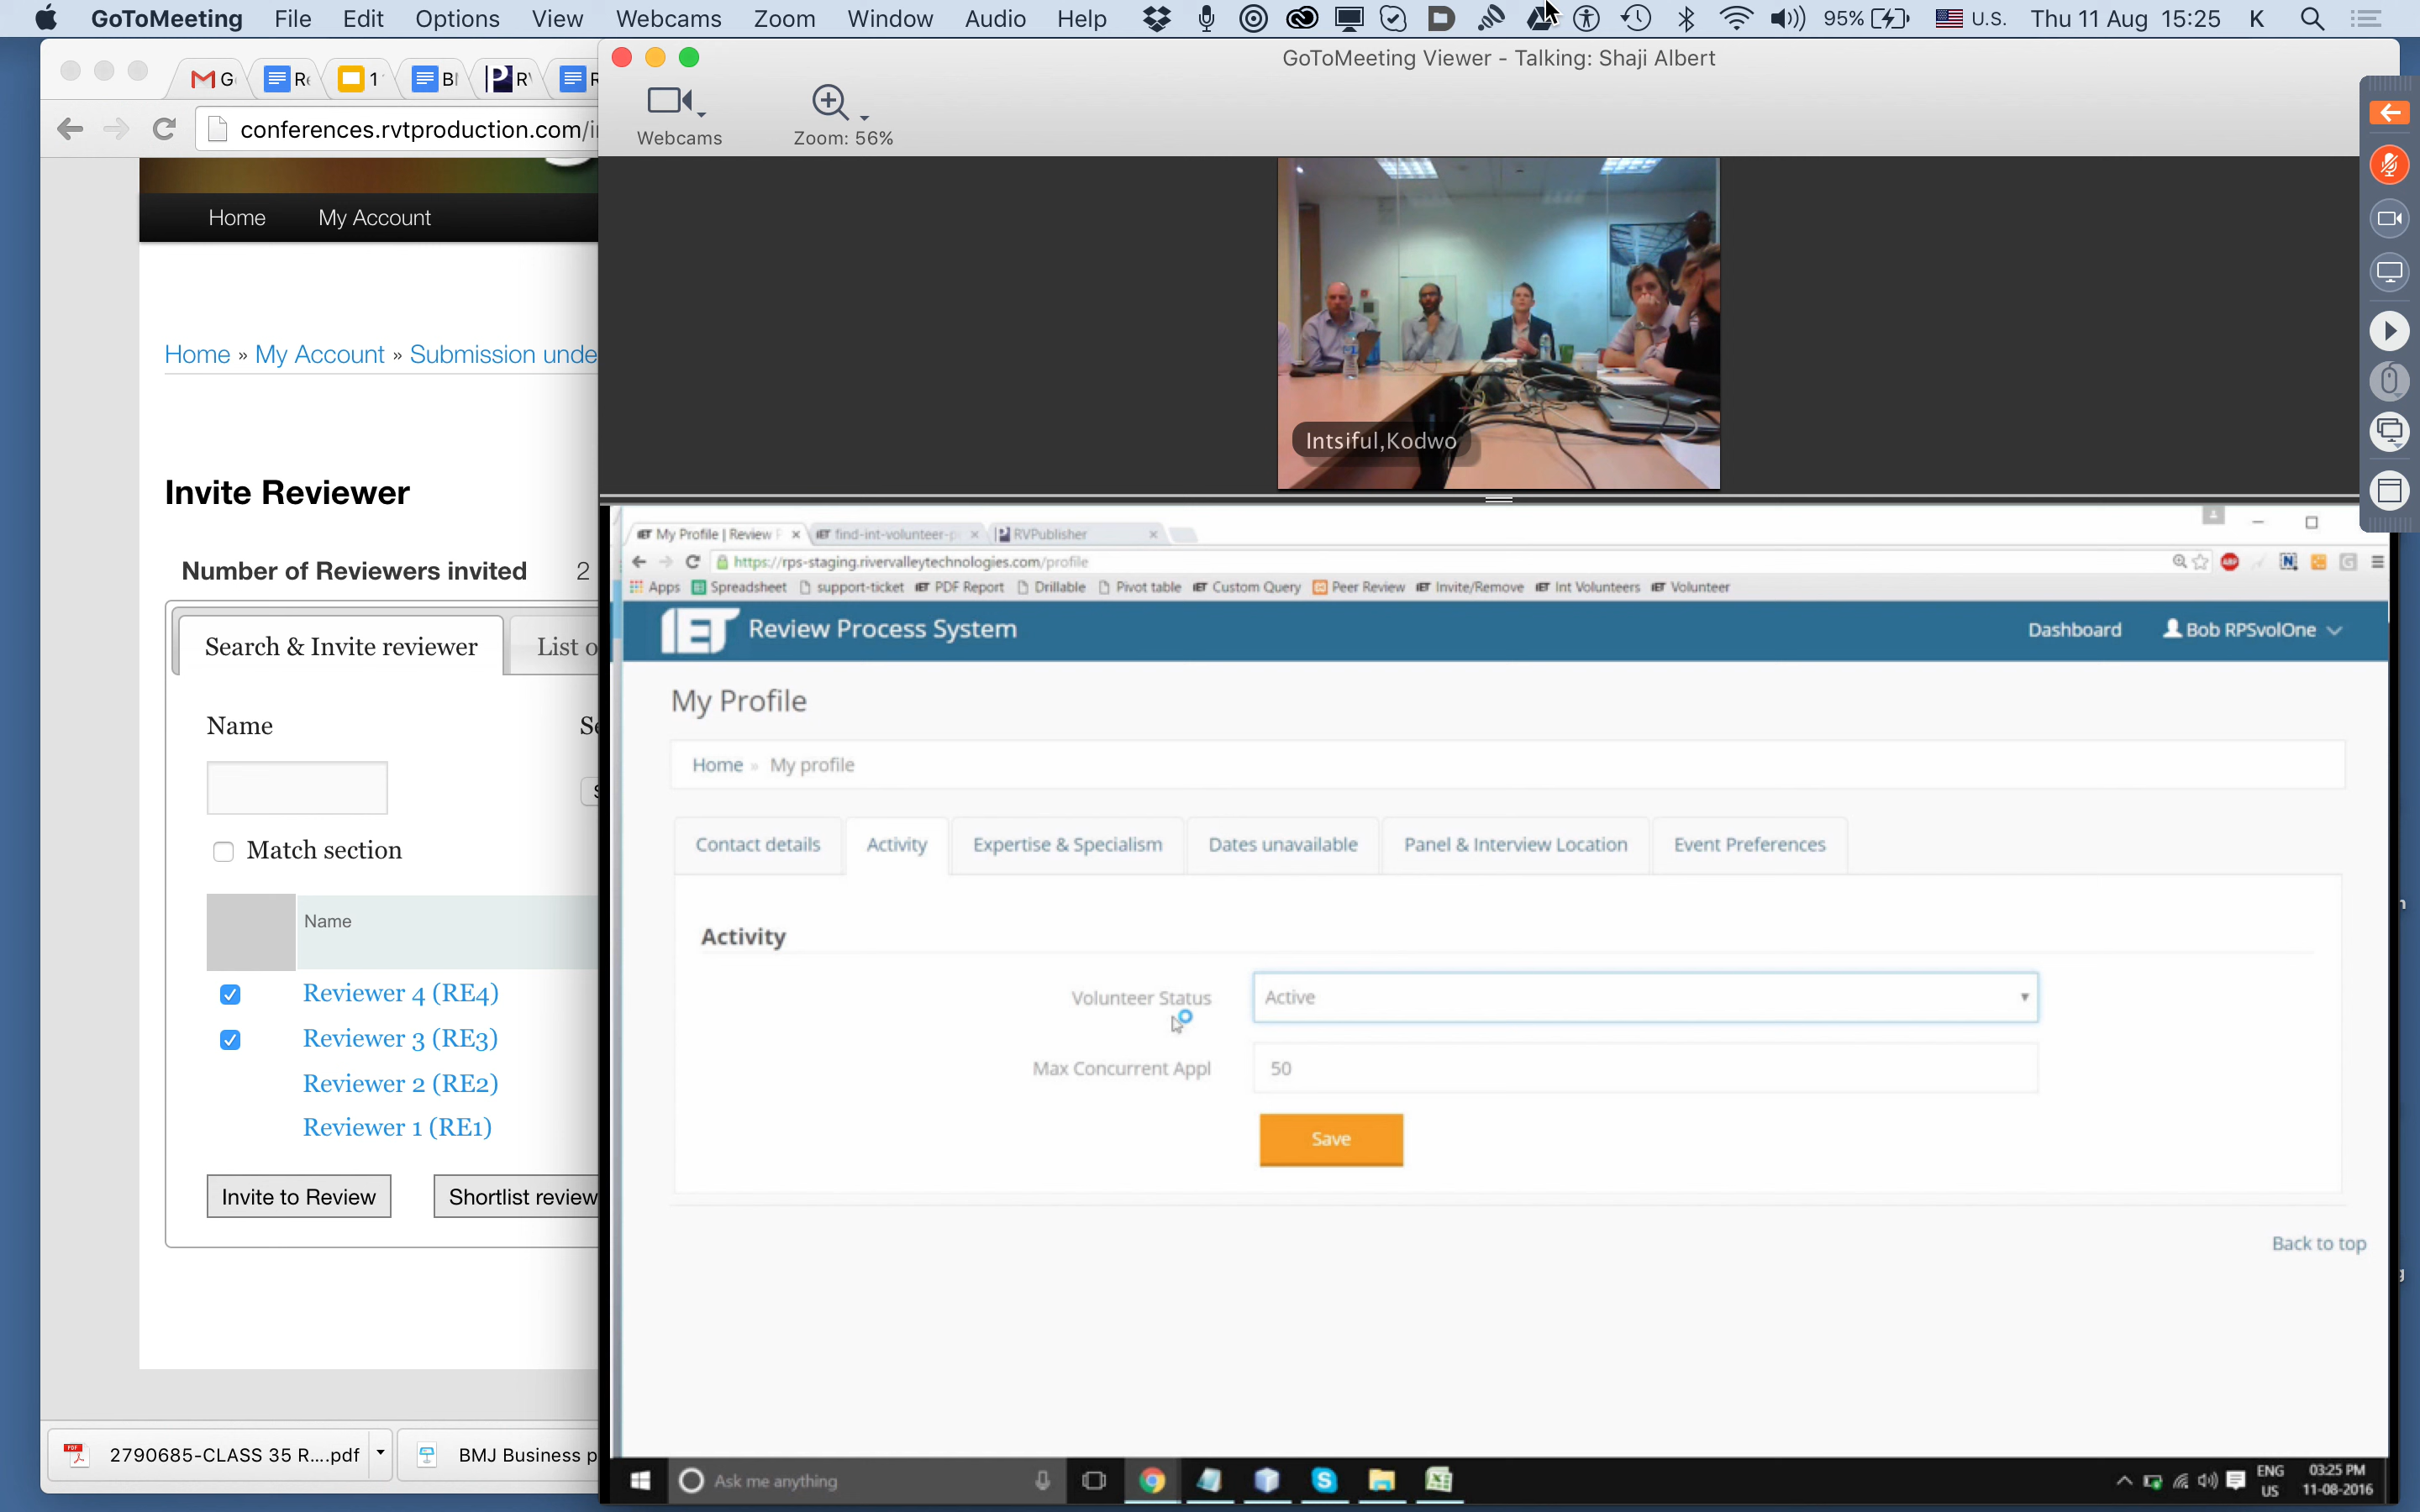 GoToMeeting File Edit Options View Webcams Zoom Window Audio Help 95% U.S. Thu 11 Aug 15:25 K
GoToMeeting Viewer - Talking: Shaji Albert
Webcams Zoom: 56%
conferences.rvtproduction.com/
Home My Account
Home » My Account » Submission unde
Invite Reviewer
Number of Reviewers invited 2
Search & Invite reviewer List o
Name
Match section
Name
Reviewer 4 (RE4)
Reviewer 3 (RE3)
Reviewer 2 (RE2)
Reviewer 1 (RE1)
Invite to Review Shortlist review
2790685-CLASS 35 R....pdf BMJ Business p
Intsiful,Kodwo
My Profile | Review find-int-volunteer-p RVPublisher
https://rps-staging.rivervalleytechnologies.com/profile
Apps Spreadsheet support-ticket PDF Report Drillable Pivot table Custom Query Peer Review Invite/Remove Int Volunteers Volunteer
IET Review Process System Dashboard Bob RPSvolOne
My Profile
Home » My profile
Contact details Activity Expertise & Specialism Dates unavailable Panel & Interview Location Event Preferences
Activity
Volunteer Status Active
Max Concurrent Appl 50
Save
Back to top
Ask me anything
ENG 03:25 PM
US 11-08-2016